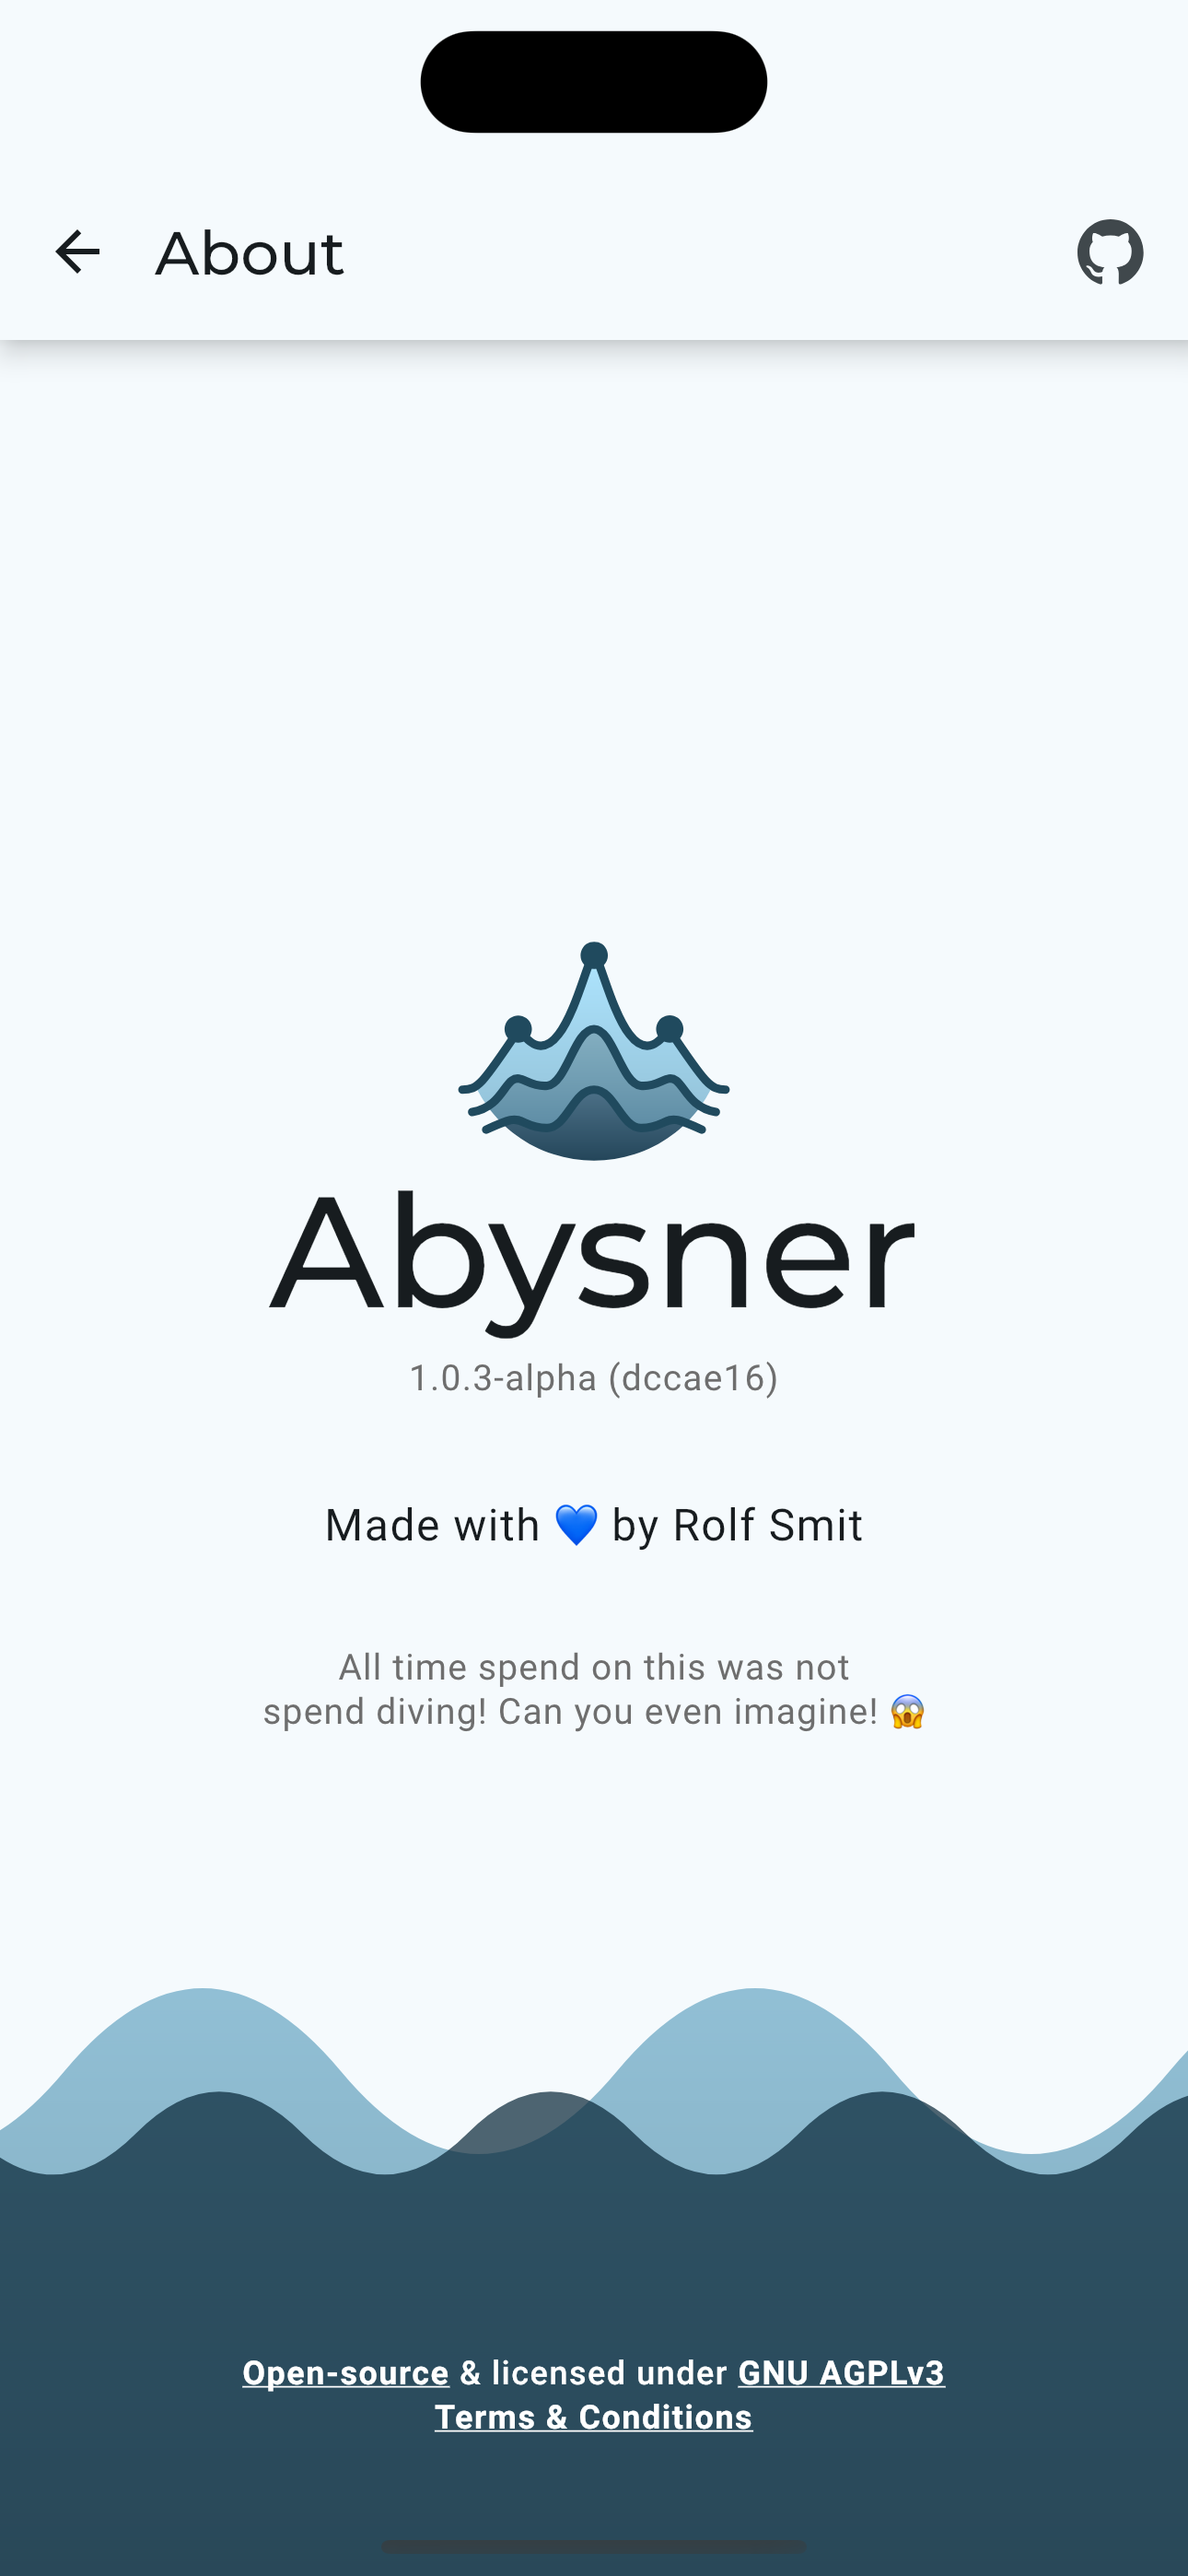 About
Abysner
1.0.3-alpha (dccae16)
Made with 💙 by Rolf Smit
All time spend on this was not
spend diving! Can you even imagine! 😱
Open-source & licensed under GNU AGPLv3
Terms & Conditions